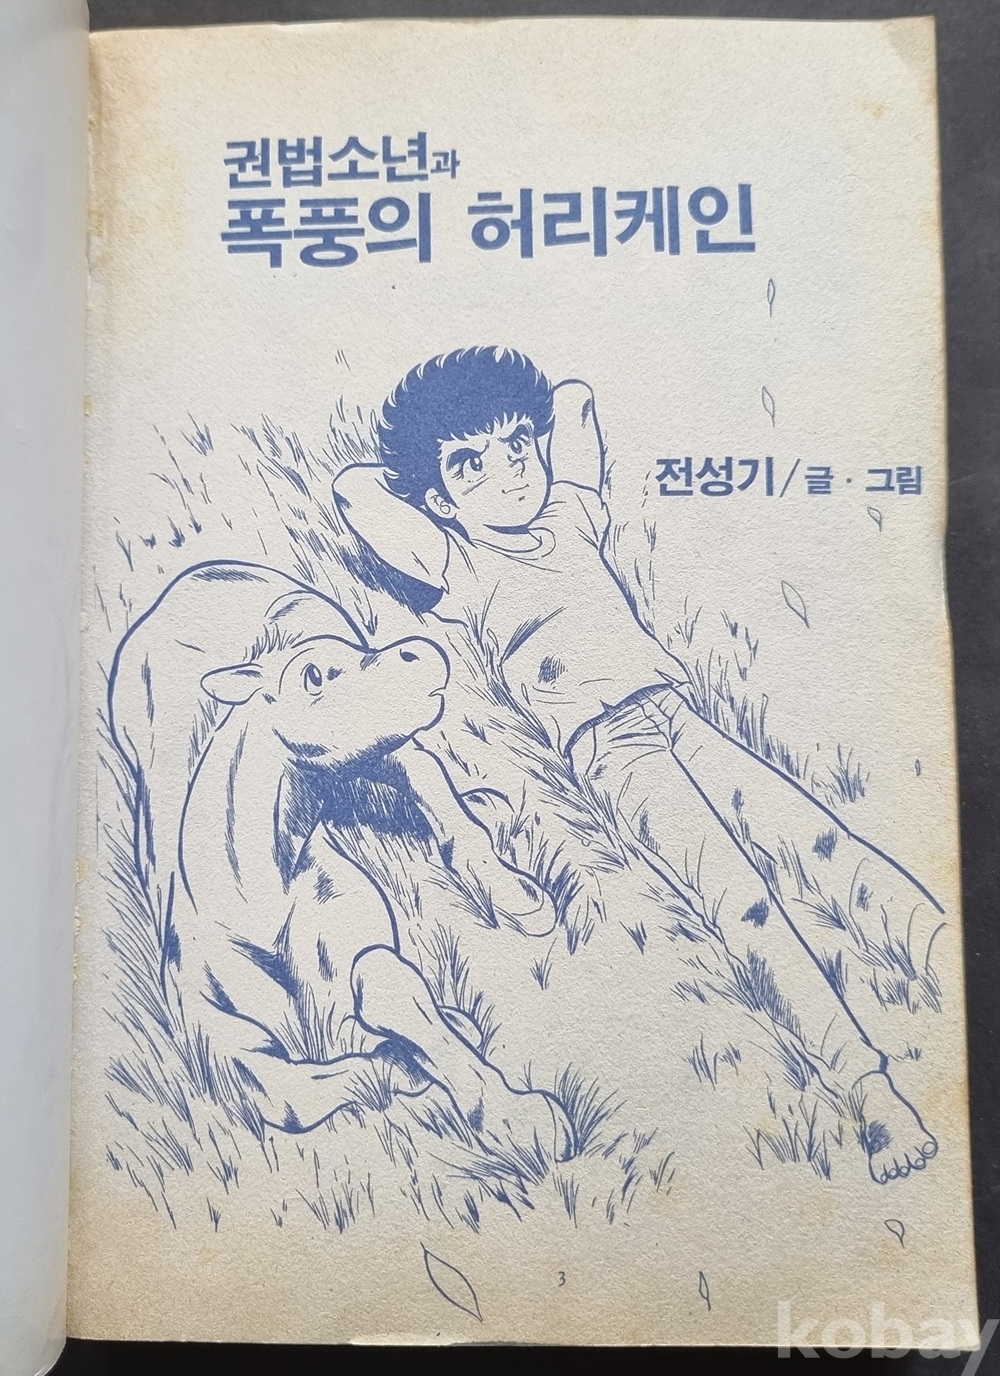 권법소년과
폭풍의 허리케인
전성기/글·그림
3
kobay